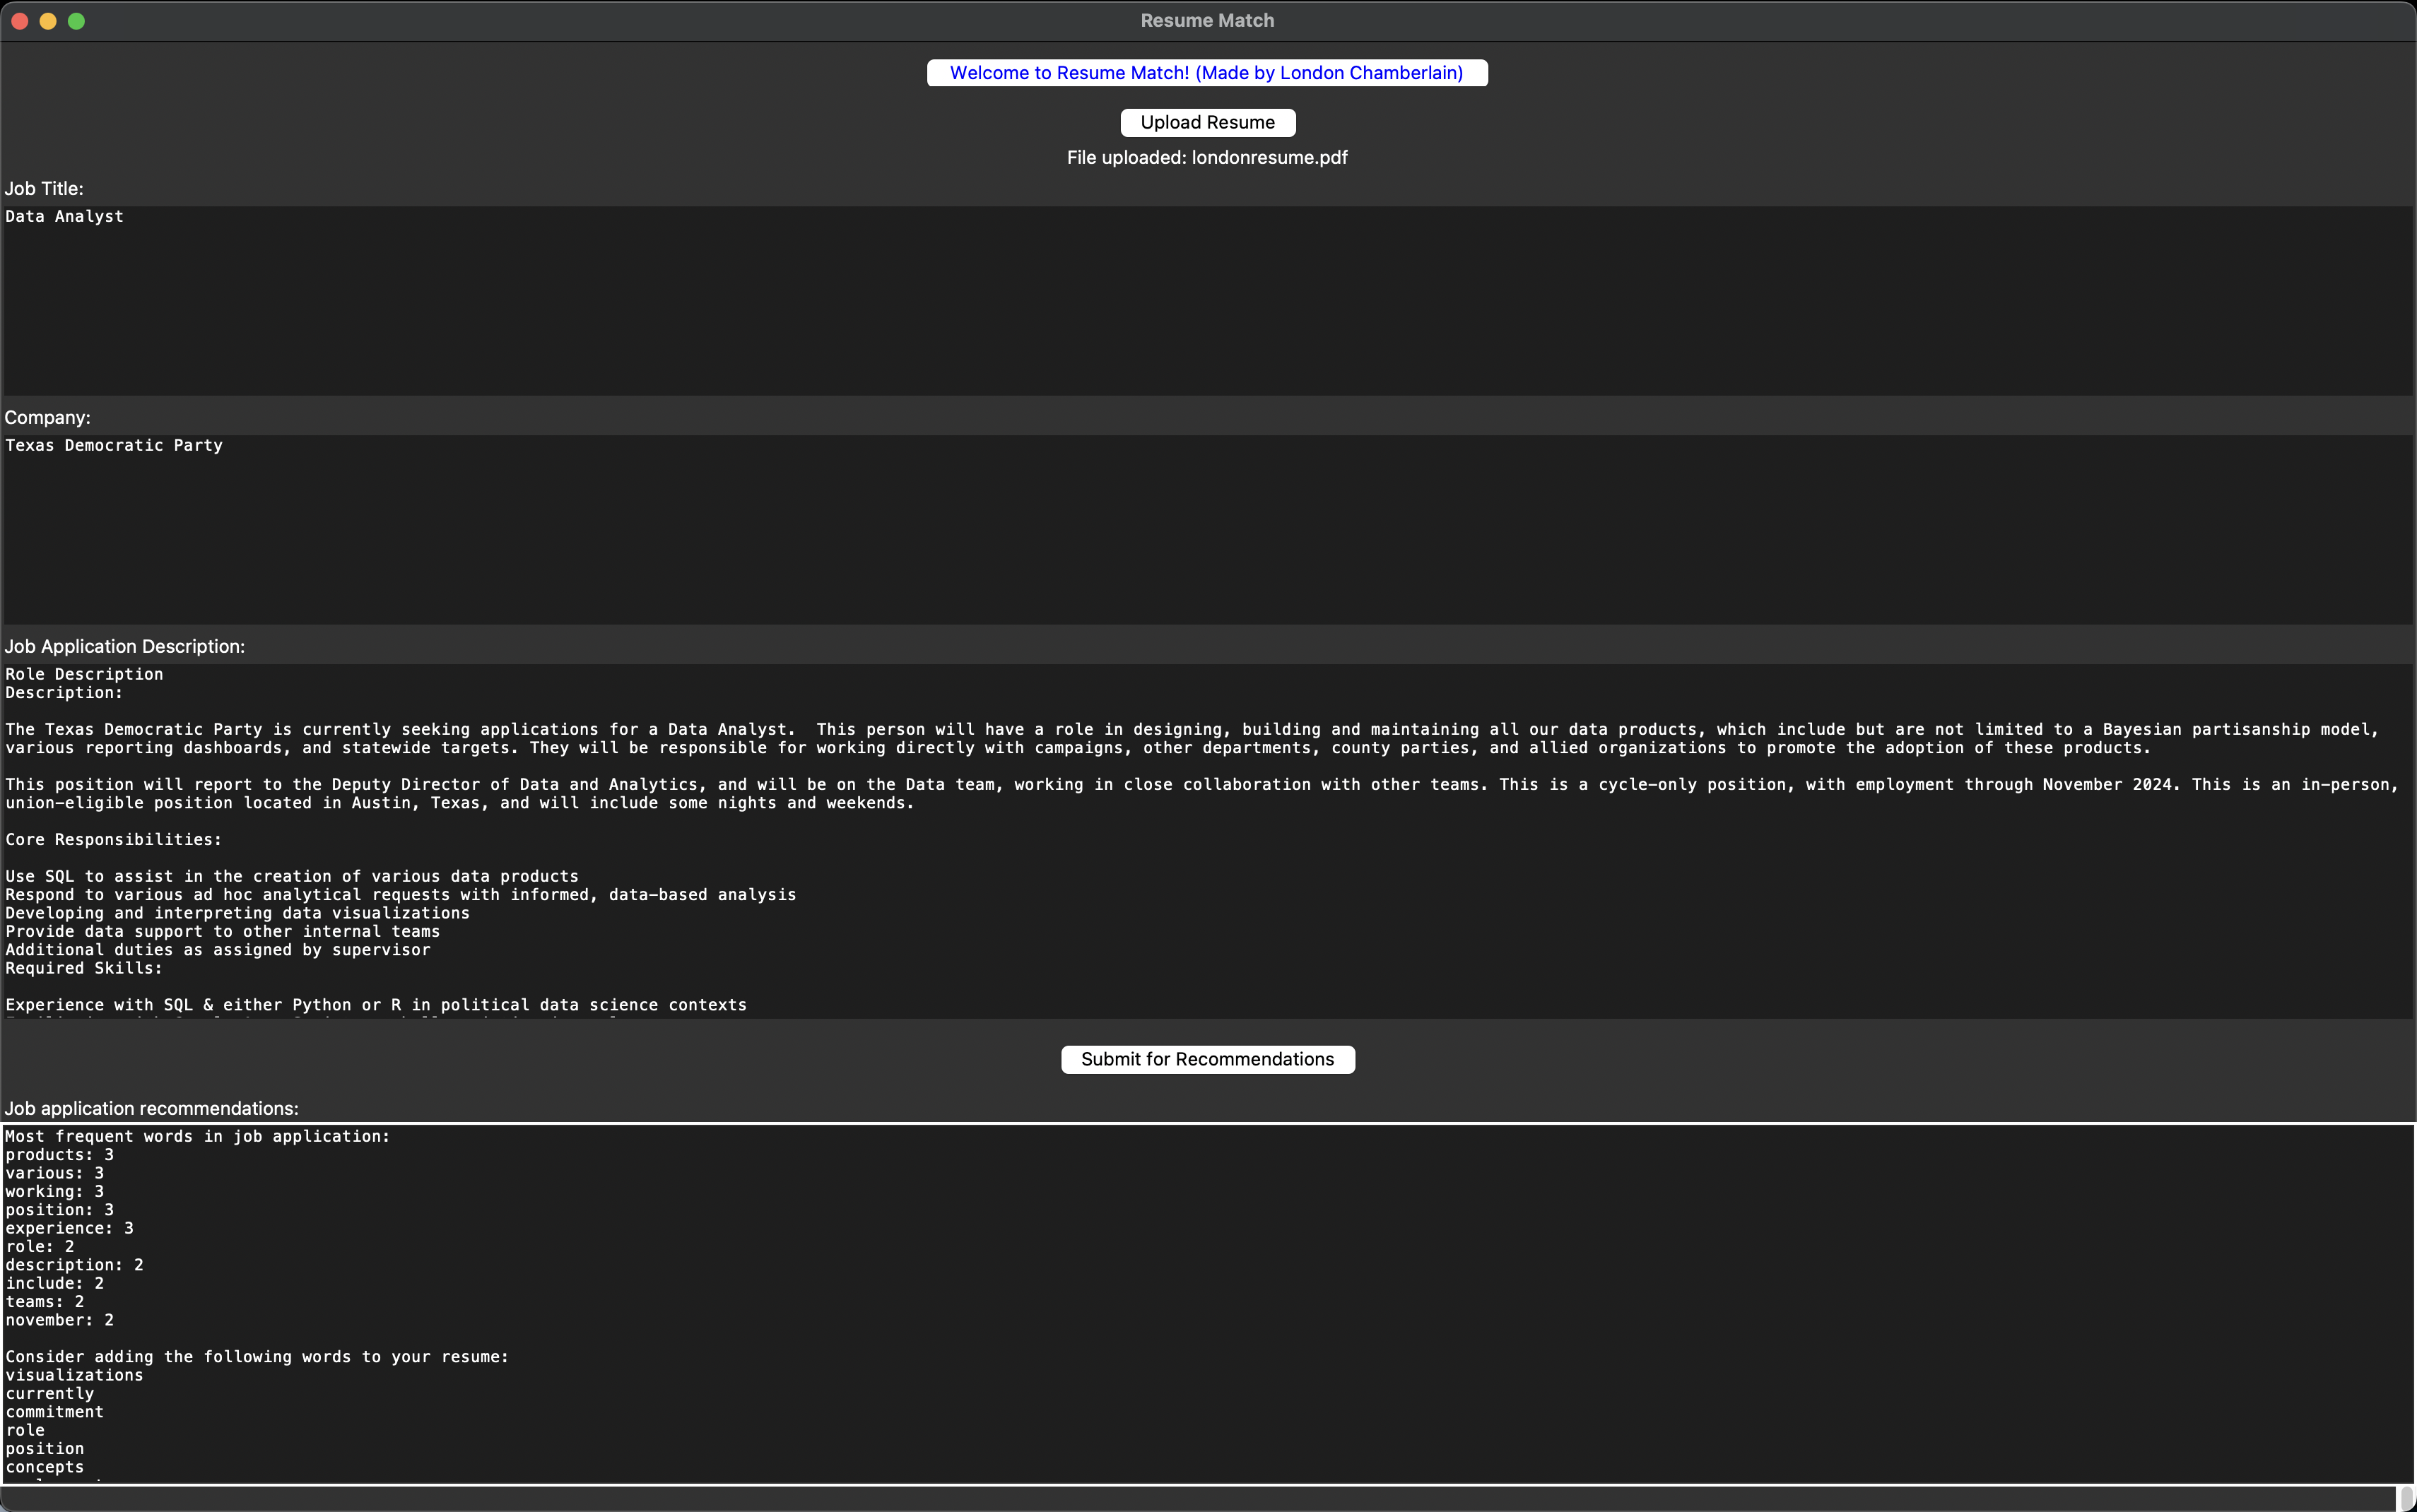 Resume Match
Welcome to Resume Match! (Made by London Chamberlain)
Upload Resume
File uploaded: londonresume.pdf
Job Title:
Data Analyst
Company:
Texas Democratic Party
Job Application Description:
Role Description
Description:
The Texas Democratic Party is currently seeking applications for a Data Analyst.  This person will have a role in designing, building and maintaining all our data products, which include but are not limited to a Bayesian partisanship model,
various reporting dashboards, and statewide targets. They will be responsible for working directly with campaigns, other departments, county parties, and allied organizations to promote the adoption of these products.
This position will report to the Deputy Director of Data and Analytics, and will be on the Data team, working in close collaboration with other teams. This is a cycle-only position, with employment through November 2024. This is an in-person,
union-eligible position located in Austin, Texas, and will include some nights and weekends.
Core Responsibilities:
Use SQL to assist in the creation of various data products
Respond to various ad hoc analytical requests with informed, data-based analysis
Developing and interpreting data visualizations
Provide data support to other internal teams
Additional duties as assigned by supervisor
Required Skills:
Experience with SQL & either Python or R in political data science contexts
Submit for Recommendations
Job application recommendations:
Most frequent words in job application:
products: 3
various: 3
working: 3
position: 3
experience: 3
role: 2
description: 2
include: 2
teams: 2
november: 2
Consider adding the following words to your resume:
visualizations
currently
commitment
role
position
concepts